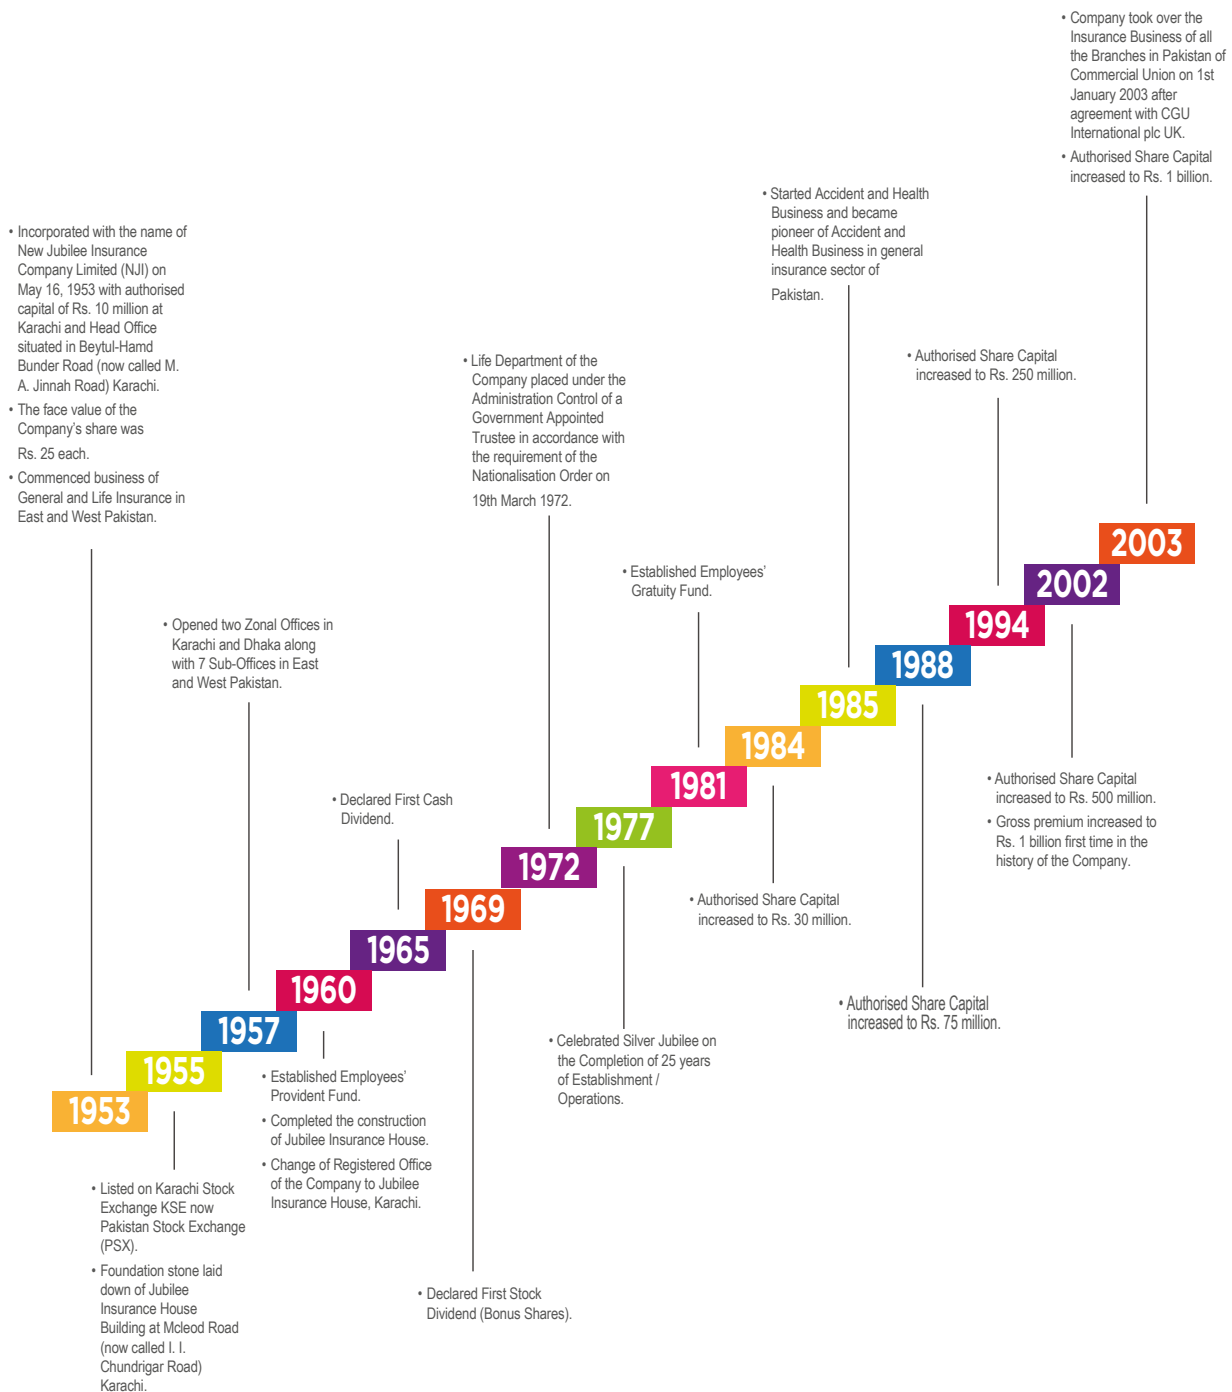 • Company took over the
Insurance Business of all
the Branches in Pakistan of
Commercial Union on 1st
January 2003 after
agreement with CGU
International plc UK.
• Authorised Share Capital
increased to Rs. 1 billion.
• Started Accident and Health
Business and became
pioneer of Accident and
Health Business in general
insurance sector of
Pakistan.
• Incorporated with the name of
New Jubilee Insurance
Company Limited (NJI) on
May 16, 1953 with authorised
capital of Rs. 10 million at
Karachi and Head Office
situated in Beytul-Hamd
Bunder Road (now called M.
A. Jinnah Road) Karachi.
• The face value of the
Company's share was
Rs. 25 each.
• Commenced business of
General and Life Insurance in
East and West Pakistan.
• Authorised Share Capital
increased to Rs. 250 million.
• Life Department of the
Company placed under the
Administration Control of a
Government Appointed
Trustee in accordance with
the requirement of the
Nationalisation Order on
19th March 1972.
2003
• Established Employees'
Gratuity Fund.
2002
1994
• Opened two Zonal Offices in
Karachi and Dhaka along
with 7 Sub-Offices in East
and West Pakistan.
1988
1985
1984
1981
• Authorised Share Capital
increased to Rs. 500 million.
• Gross premium increased to
Rs. 1 billion first time in the
history of the Company.
• Declared First Cash
Dividend.
1977
1972
• Authorised Share Capital
increased to Rs. 30 million.
1969
1965
1960
• Authorised Share Capital
increased to Rs. 75 million.
1957
• Celebrated Silver Jubilee on
the Completion of 25 years
of Establishment /
Operations.
1955
• Established Employees'
Provident Fund.
• Completed the construction
of Jubilee Insurance House.
• Change of Registered Office
of the Company to Jubilee
Insurance House, Karachi.
1953
• Listed on Karachi Stock
Exchange KSE now
Pakistan Stock Exchange
(PSX).
• Foundation stone laid
down of Jubilee
Insurance House
Building at Mcleod Road
(now called I. I.
Chundrigar Road)
Karachi.
• Declared First Stock
Dividend (Bonus Shares).